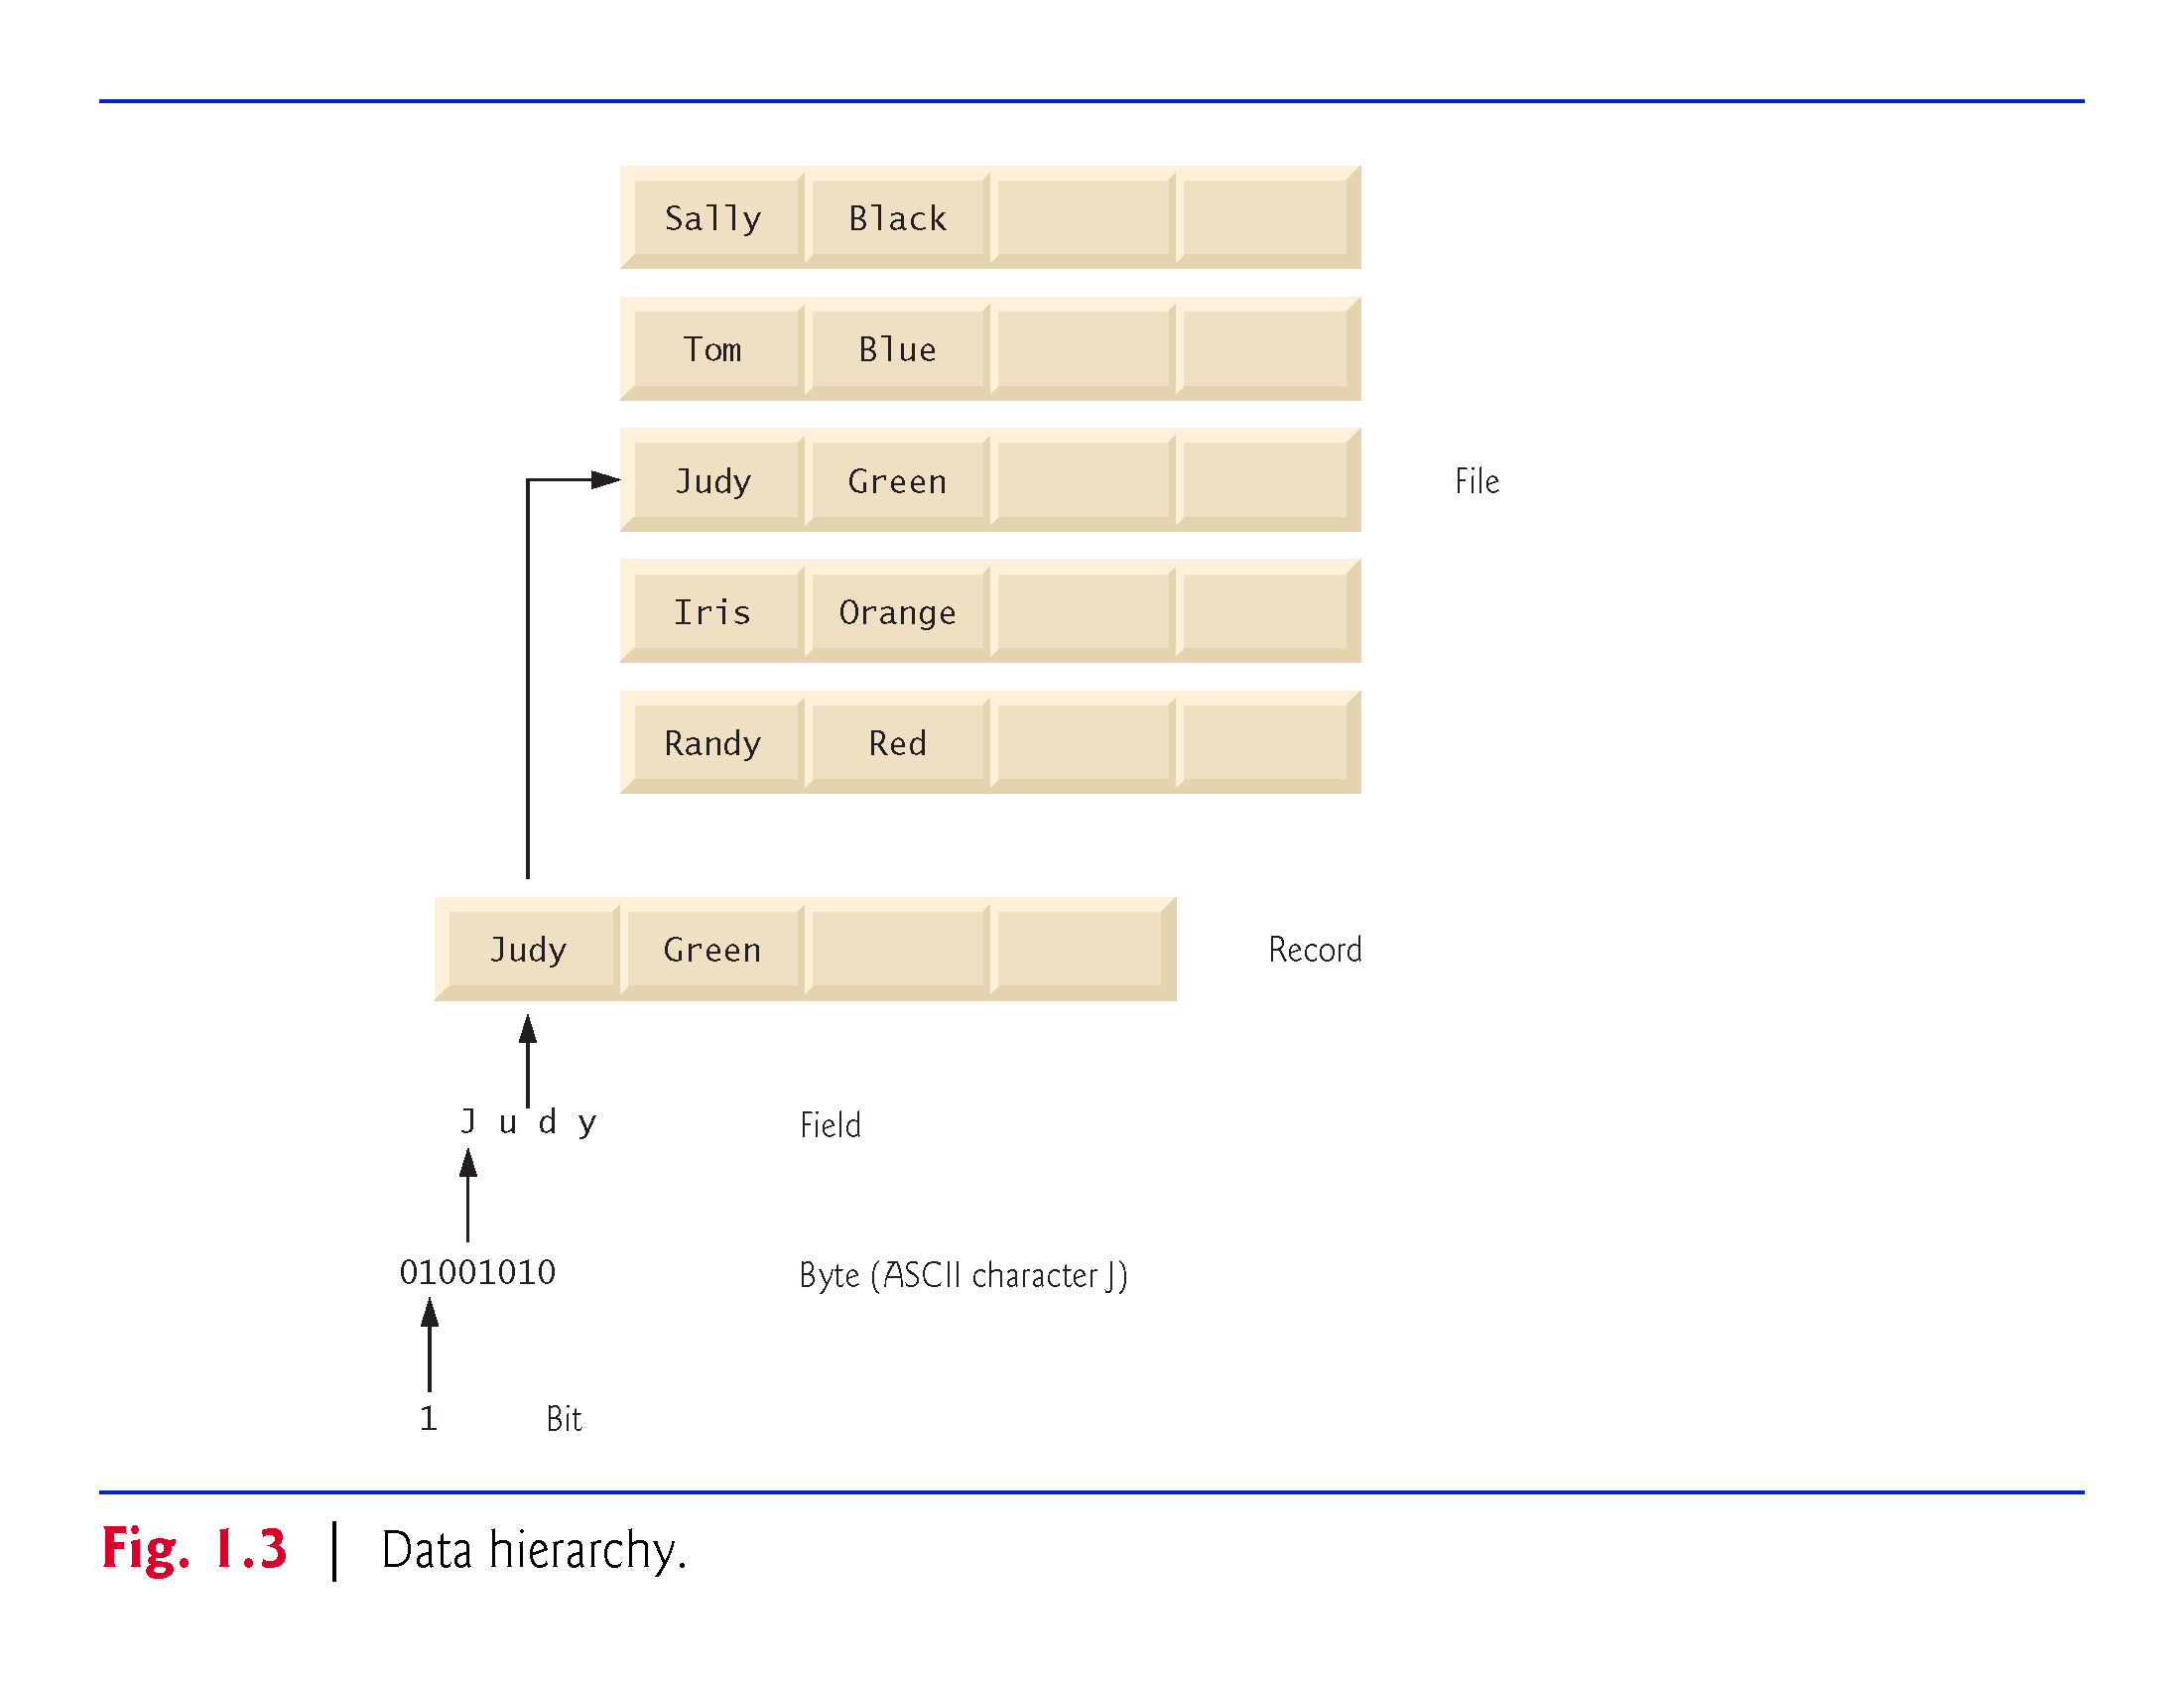 Sally Black
Tom Blue
Judy Green File
Iris Orange
Randy Red
Judy Green Record
J u d y Field
01001010 Byte (ASCII character J)
1 Bit
Fig. 1.3 | Data hierarchy.